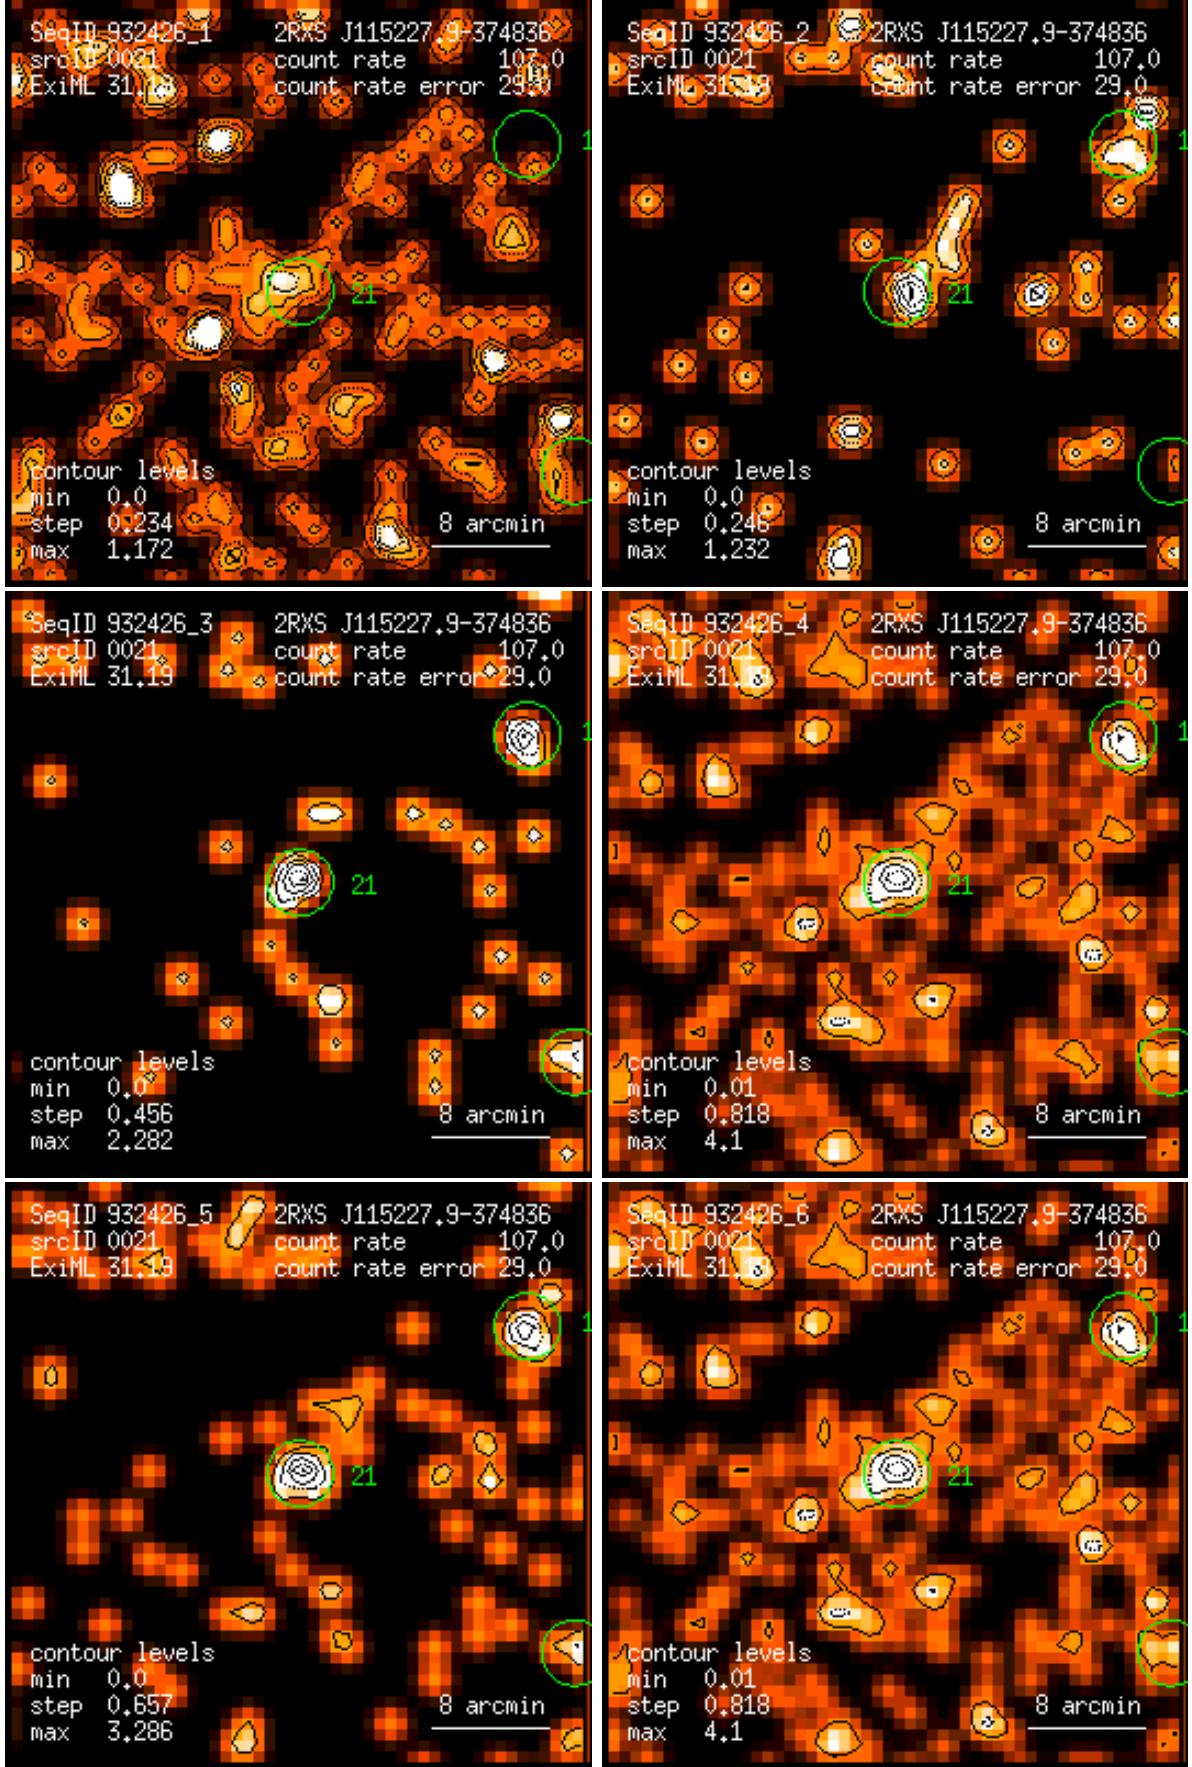 SeqID 932426_1 2RXS J115227.9-374836
srcID 0021 count rate 107.0
ExiML 31.19 count rate error 29.0
1
21
contour levels
min 0.0
step 0.234 8 arcmin
max 1.172
SeqID 932426_2 2RXS J115227.9-374836
srcID 0021 count rate 107.0
ExiML 31.19 count rate error 29.0
1
21
contour levels
min 0.0
step 0.246 8 arcmin
max 1.232
SeqID 932426_3 2RXS J115227.9-374836
srcID 0021 count rate 107.0
ExiML 31.19 count rate error 29.0
1
21
contour levels
min 0.0
step 0.456 8 arcmin
max 2.282
SeqID 932426_4 2RXS J115227.9-374836
srcID 0021 count rate 107.0
ExiML 31.19 count rate error 29.0
1
21
contour levels
min 0.01
step 0.818 8 arcmin
max 4.1
SeqID 932426_5 2RXS J115227.9-374836
srcID 0021 count rate 107.0
ExiML 31.19 count rate error 29.0
1
21
contour levels
min 0.0
step 0.657 8 arcmin
max 3.286
SeqID 932426_6 2RXS J115227.9-374836
srcID 0021 count rate 107.0
ExiML 31.19 count rate error 29.0
1
21
contour levels
min 0.01
step 0.818 8 arcmin
max 4.1